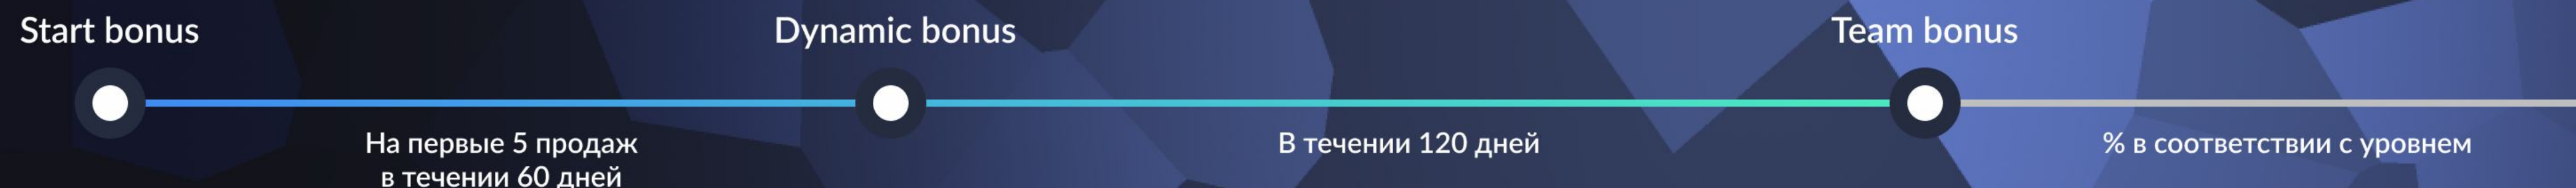 Start bonus
Dynamic bonus
Team bonus
На первые 5 продаж
в течении 60 дней
В течении 120 дней
% в соответствии с уровнем